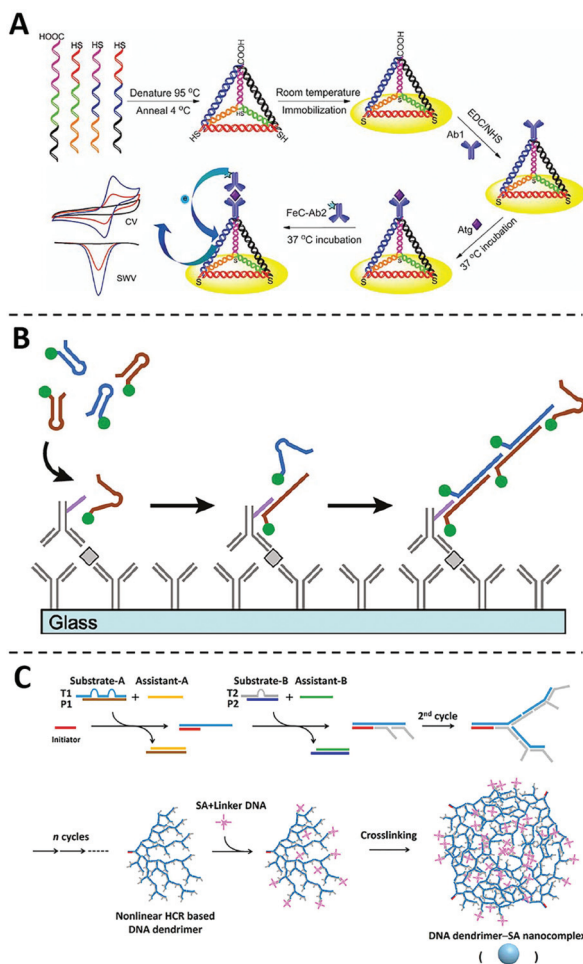 A
HOOC HS HS HS
Denature 95 °C
Anneal 4 °C
COOH
HS
HS
SH
Room temperature
Immobilization
COOH
S
S
S
EDC/NHS
Ab1
S
S
S
Atg
37 °C incubation
S
S
S
FeC-Ab2
37 °C incubation
S
S
S
CV
SWV
B
Glass
C
Substrate-A Assistant-A
T1
P1
+
Initiator
Substrate-B Assistant-B
T2
P2
+
2nd cycle
n cycles
Nonlinear HCR based
DNA dendrimer
SA+Linker DNA
Crosslinking
DNA dendrimer–SA nanocomplex
( )